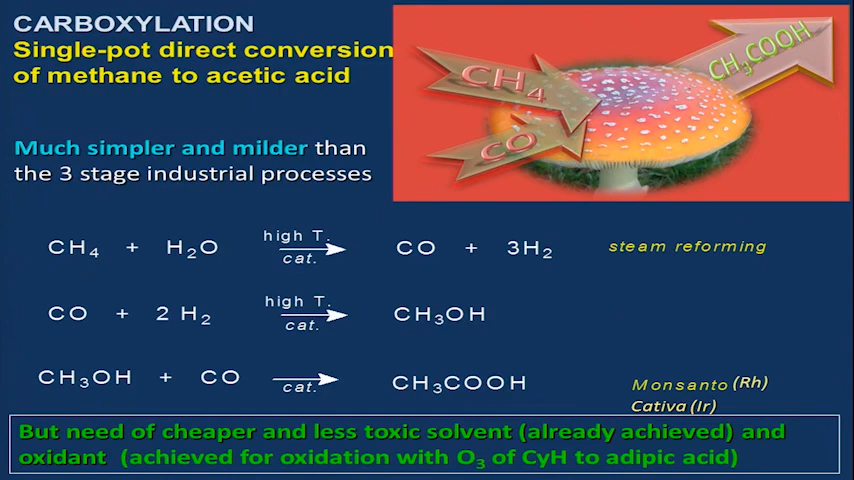 CARBOXYLATION
Single-pot direct conversion
of methane to acetic acid
CH4
CO
CH3COOH
Much simpler and milder than
the 3 stage industrial processes
CH4 + H2O high T. cat. CO + 3H2 steam reforming
CO + 2 H2 high T. cat. CH3OH
CH3OH + CO cat. CH3COOH Monsanto (Rh)
Cativa (Ir)
But need of cheaper and less toxic solvent (already achieved) and
oxidant (achieved for oxidation with O3 of CyH to adipic acid)